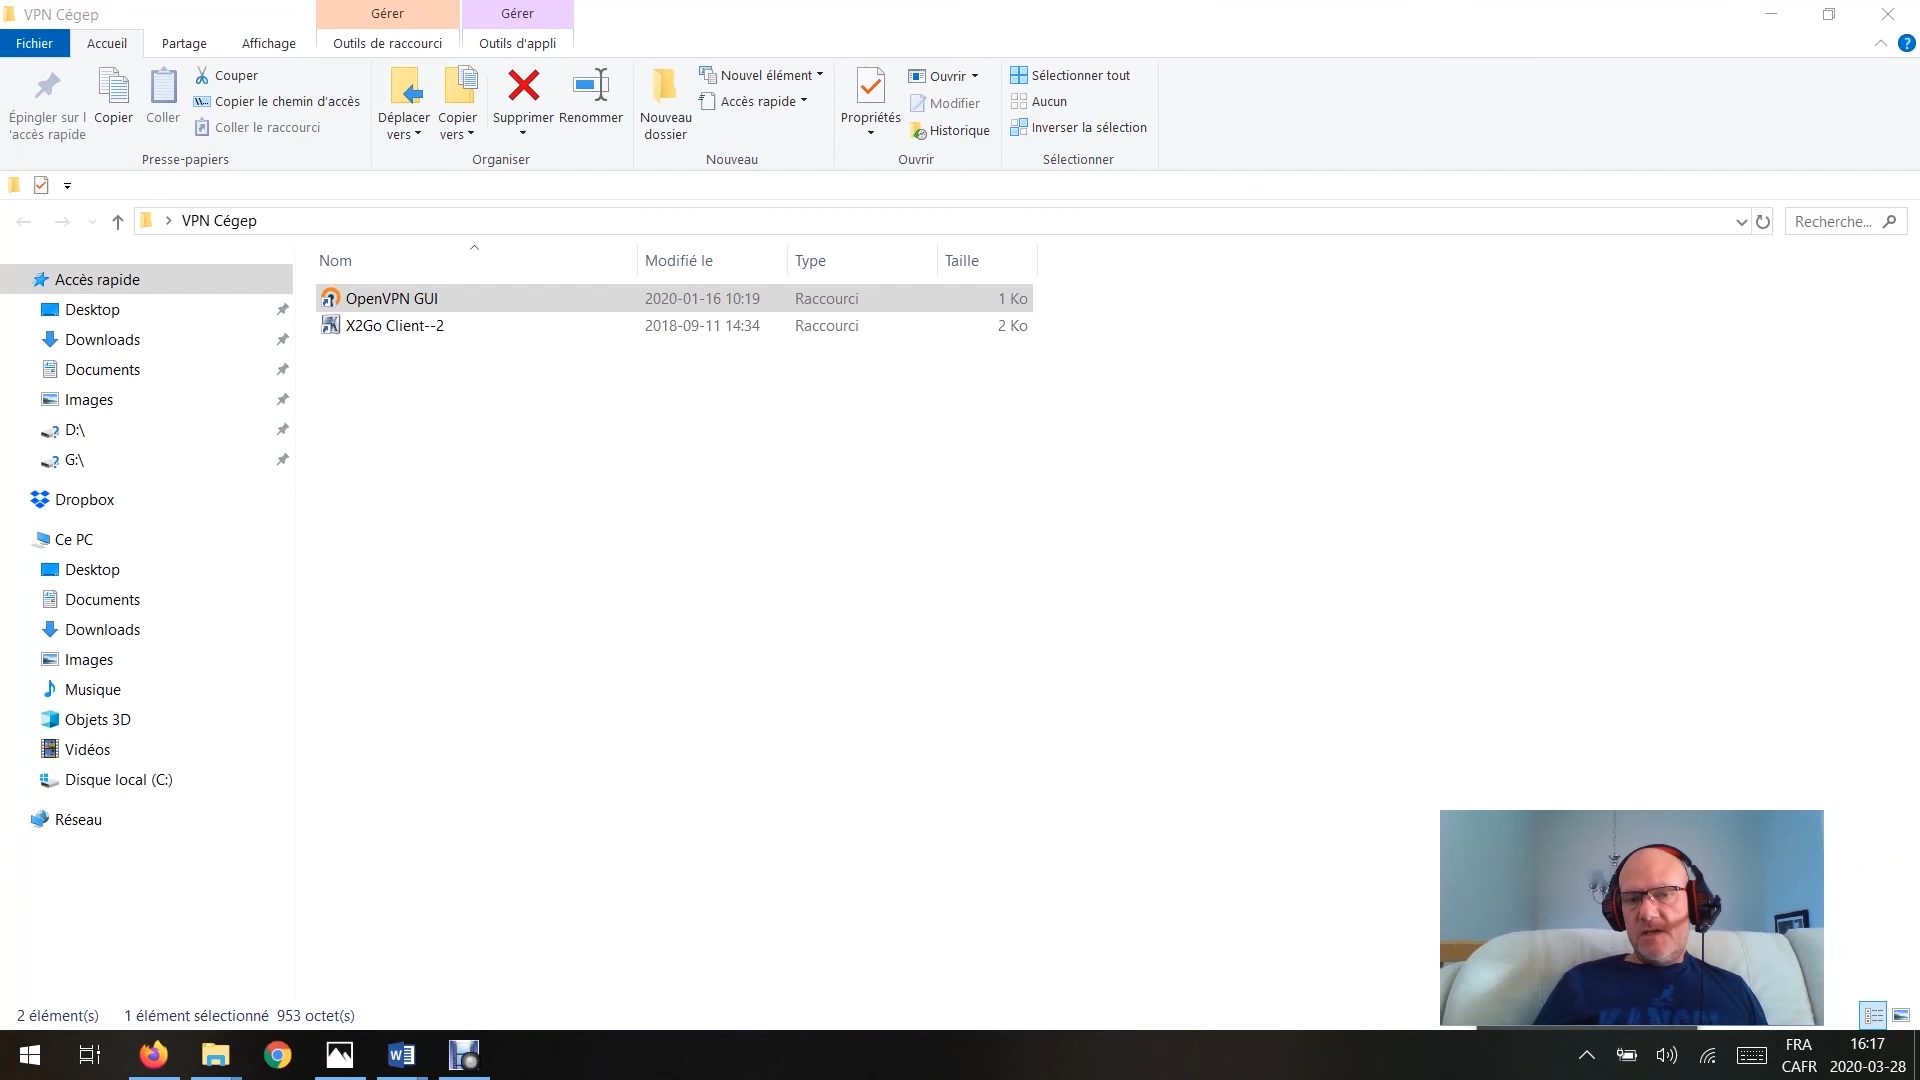 VPN Cégep
Gérer
Gérer
Fichier
Accueil
Partage
Affichage
Outils de raccourci
Outils d'appli
Épingler sur l
'accès rapide
Copier
Coller
Couper
Copier le chemin d'accès
Coller le raccourci
Presse-papiers
Déplacer
vers
Copier
vers
Supprimer
Renommer
Organiser
Nouveau
dossier
Nouvel élément
Accès rapide
Nouveau
Propriétés
Ouvrir
Modifier
Historique
Ouvrir
Sélectionner tout
Aucun
Inverser la sélection
Sélectionner
VPN Cégep
Recherche...
Accès rapide
Desktop
Downloads
Documents
Images
D:\
G:\
Dropbox
Ce PC
Desktop
Documents
Downloads
Images
Musique
Objets 3D
Vidéos
Disque local (C:)
Réseau
Nom Modifié le Type Taille
OpenVPN GUI 2020-01-16 10:19 Raccourci 1 Ko
X2Go Client--2 2018-09-11 14:34 Raccourci 2 Ko
2 élément(s) 1 élément sélectionné 953 octet(s)
FRA
CAFR
16:17
2020-03-28